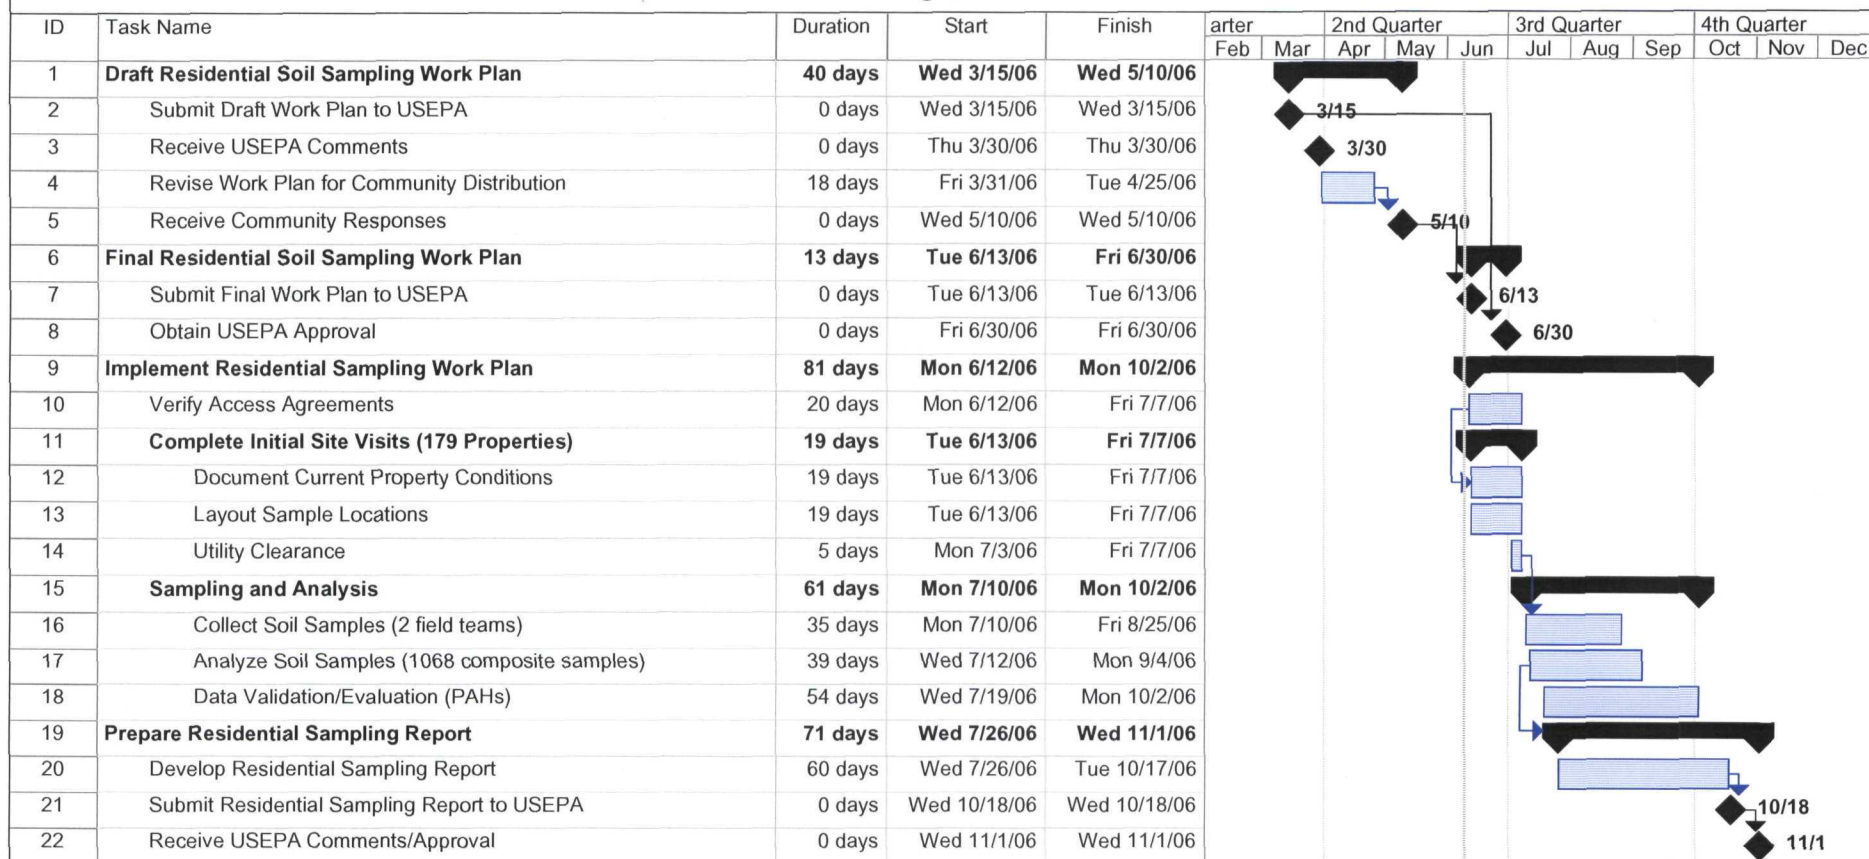 ID Task Name Duration Start Finish arter 2nd Quarter 3rd Quarter 4th Quarter
Feb Mar Apr May Jun Jul Aug Sep Oct Nov Dec
1 Draft Residential Soil Sampling Work Plan 40 days Wed 3/15/06 Wed 5/10/06
2 Submit Draft Work Plan to USEPA 0 days Wed 3/15/06 Wed 3/15/06 3/15
3 Receive USEPA Comments 0 days Thu 3/30/06 Thu 3/30/06 3/30
4 Revise Work Plan for Community Distribution 18 days Fri 3/31/06 Tue 4/25/06
5 Receive Community Responses 0 days Wed 5/10/06 Wed 5/10/06 5/10
6 Final Residential Soil Sampling Work Plan 13 days Tue 6/13/06 Fri 6/30/06
7 Submit Final Work Plan to USEPA 0 days Tue 6/13/06 Tue 6/13/06 6/13
8 Obtain USEPA Approval 0 days Fri 6/30/06 Fri 6/30/06 6/30
9 Implement Residential Sampling Work Plan 81 days Mon 6/12/06 Mon 10/2/06
10 Verify Access Agreements 20 days Mon 6/12/06 Fri 7/7/06
11 Complete Initial Site Visits (179 Properties) 19 days Tue 6/13/06 Fri 7/7/06
12 Document Current Property Conditions 19 days Tue 6/13/06 Fri 7/7/06
13 Layout Sample Locations 19 days Tue 6/13/06 Fri 7/7/06
14 Utility Clearance 5 days Mon 7/3/06 Fri 7/7/06
15 Sampling and Analysis 61 days Mon 7/10/06 Mon 10/2/06
16 Collect Soil Samples (2 field teams) 35 days Mon 7/10/06 Fri 8/25/06
17 Analyze Soil Samples (1068 composite samples) 39 days Wed 7/12/06 Mon 9/4/06
18 Data Validation/Evaluation (PAHs) 54 days Wed 7/19/06 Mon 10/2/06
19 Prepare Residential Sampling Report 71 days Wed 7/26/06 Wed 11/1/06
20 Develop Residential Sampling Report 60 days Wed 7/26/06 Tue 10/17/06
21 Submit Residential Sampling Report to USEPA 0 days Wed 10/18/06 Wed 10/18/06 10/18
22 Receive USEPA Comments/Approval 0 days Wed 11/1/06 Wed 11/1/06 11/1